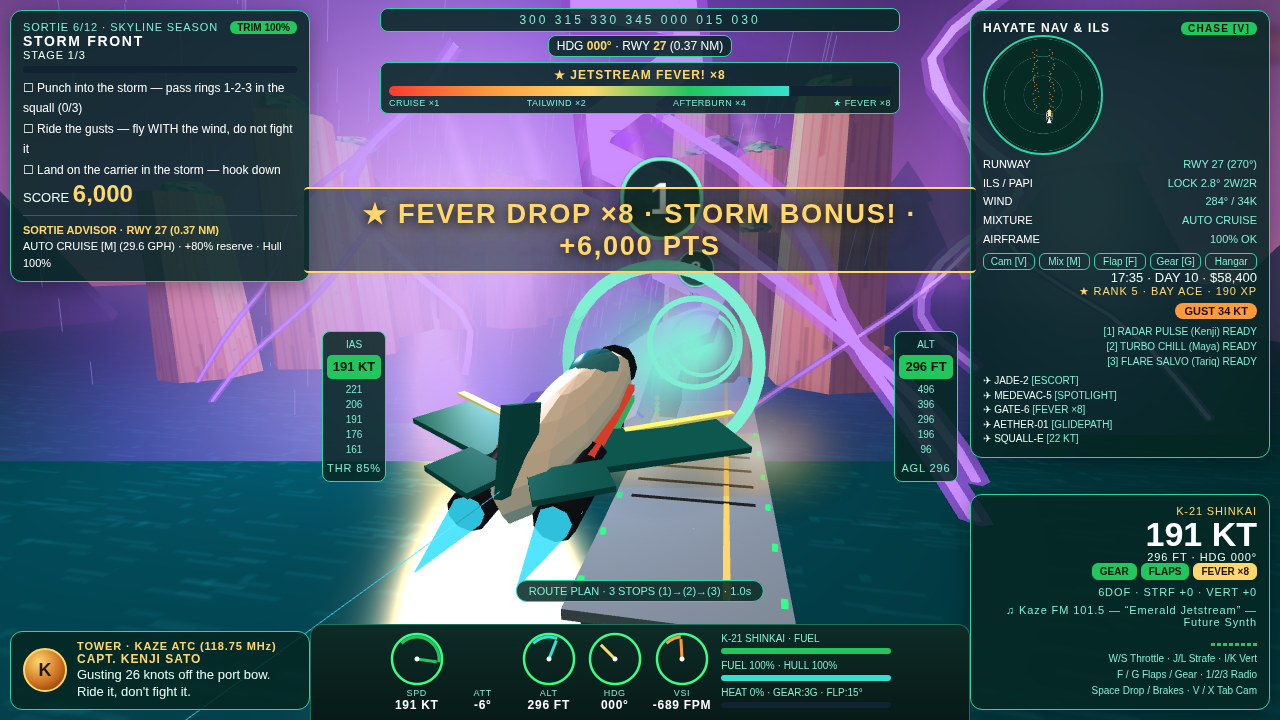 SORTIE 6/12 · SKYLINE SEASON
TRIM 100%
STORM FRONT
STAGE 1/3
☐ Punch into the storm — pass rings 1-2-3 in the
squall (0/3)
☐ Ride the gusts — fly WITH the wind, do not fight
it
☐ Land on the carrier in the storm — hook down
SCORE 6,000
SORTIE ADVISOR · RWY 27 (0.37 NM)
AUTO CRUISE [M] (29.6 GPH) · +80% reserve · Hull
100%
300 315 330 345 000 015 030
HDG 000° · RWY 27 (0.37 NM)
★ JETSTREAM FEVER! ×8
CRUISE ×1 TAILWIND ×2 AFTERBURN ×4 ★ FEVER ×8
1
★ FEVER DROP ×8 · STORM BONUS! ·
+6,000 PTS
IAS
191 KT
221
206
191
176
161
THR 85%
ALT
296 FT
496
396
296
196
96
AGL 296
HAYATE NAV & ILS
CHASE [V]
RUNWAY RWY 27 (270°)
ILS / PAPI LOCK 2.8° 2W/2R
WIND 284° / 34K
MIXTURE AUTO CRUISE
AIRFRAME 100% OK
Cam [V] Mix [M] Flap [F] Gear [G] Hangar
17:35 · DAY 10 · $58,400
★ RANK 5 · BAY ACE · 190 XP
GUST 34 KT
[1] RADAR PULSE (Kenji) READY
[2] TURBO CHILL (Maya) READY
[3] FLARE SALVO (Tariq) READY
✈ JADE-2 [ESCORT]
✈ MEDEVAC-5 [SPOTLIGHT]
✈ GATE-6 [FEVER ×8]
✈ AETHER-01 [GLIDEPATH]
✈ SQUALL-E [22 KT]
K-21 SHINKAI
191 KT
296 FT · HDG 000°
GEAR FLAPS FEVER ×8
6DOF · STRF +0 · VERT +0
♫ Kaze FM 101.5 — “Emerald Jetstream” —
Future Synth
W/S Throttle · J/L Strafe · I/K Vert
F / G Flaps / Gear · 1/2/3 Radio
Space Drop / Brakes · V / X Tab Cam
ROUTE PLAN · 3 STOPS (1)→(2)→(3) · 1.0s
K
TOWER · KAZE ATC (118.75 MHz)
CAPT. KENJI SATO
Gusting 26 knots off the port bow.
Ride it, don't fight it.
SPD
191 KT
ATT
-6°
ALT
296 FT
HDG
000°
VSI
-689 FPM
K-21 SHINKAI · FUEL
FUEL 100% · HULL 100%
HEAT 0% · GEAR:3G · FLP:15°